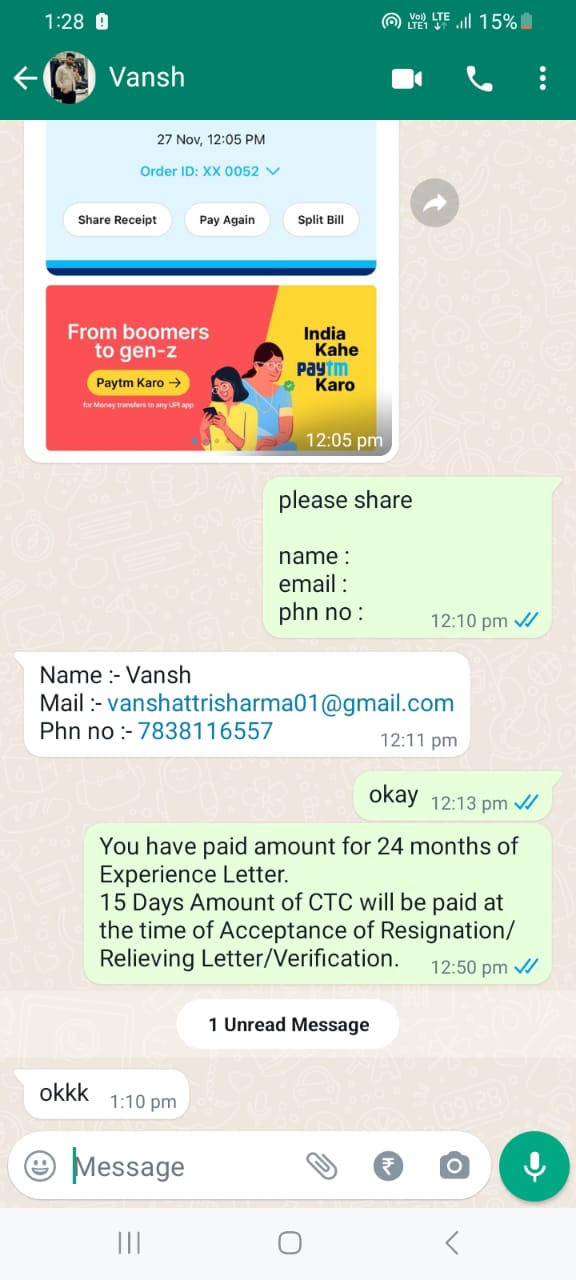 1:28
Vo) LTE
LTE1
15%
Vansh
27 Nov, 12:05 PM
Order ID: XX 0052
Share Receipt
Pay Again
Split Bill
From boomers
to gen-z
Paytm Karo →
for Money transfers to any UPI app
India
Kahe
paytm
Karo
12:05 pm
please share
name :
email :
phn no :
12:10 pm
Name :- Vansh
Mail :- vanshattrisharma01@gmail.com
Phn no :- 7838116557
12:11 pm
okay
12:13 pm
You have paid amount for 24 months of
Experience Letter.
15 Days Amount of CTC will be paid at
the time of Acceptance of Resignation/
Relieving Letter/Verification.
12:50 pm
1 Unread Message
okkk
1:10 pm
Message
₹